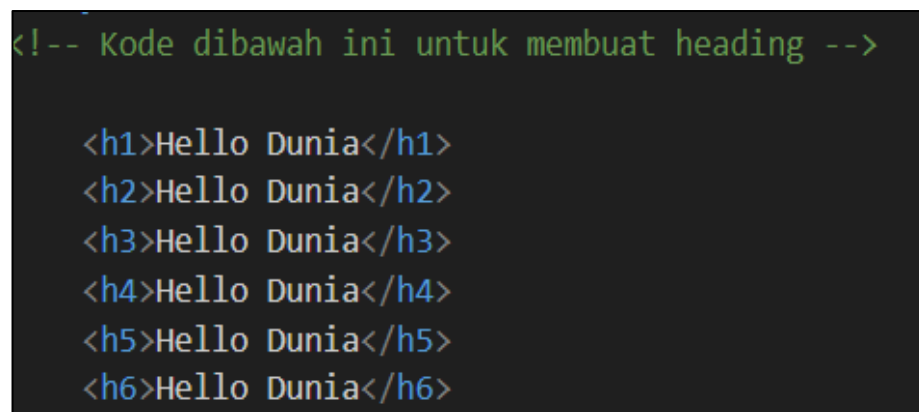 <!-- Kode dibawah ini untuk membuat heading -->
<h1>Hello Dunia</h1>
<h2>Hello Dunia</h2>
<h3>Hello Dunia</h3>
<h4>Hello Dunia</h4>
<h5>Hello Dunia</h5>
<h6>Hello Dunia</h6>